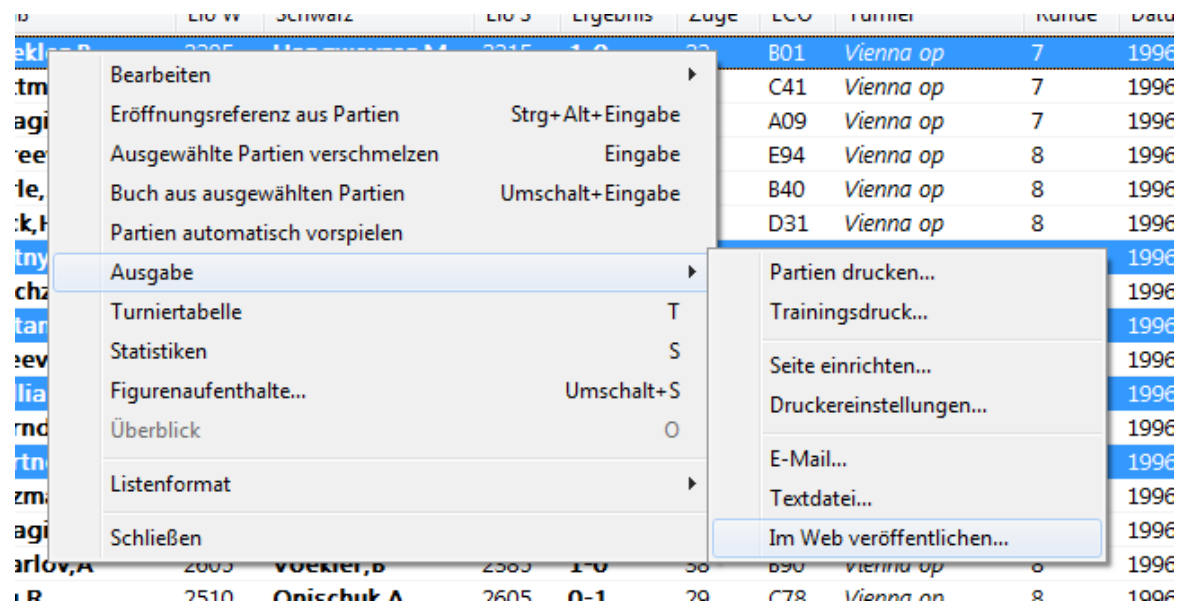 Elo W Schwarz Elo S Ergebnis Züge ECO Turnier Runde
B01 Vienna op 7 1996
C41 Vienna op 7 1996
A09 Vienna op 7 1996
E94 Vienna op 8 1996
B40 Vienna op 8 1996
D31 Vienna op 8 1996
1996
1996
1996
1996
1996
1996
1996
1996
1996
2605 Voekler,B 2385 1-0 38 B90 Vienna op 8 1996
2510 Onischuk,A 2605 0-1 29 C78 Vienna op 8 1996
Bearbeiten
Eröffnungsreferenz aus Partien Strg+Alt+Eingabe
Ausgewählte Partien verschmelzen Eingabe
Buch aus ausgewählten Partien Umschalt+Eingabe
Partien automatisch vorspielen
Ausgabe
Turniertabelle T
Statistiken S
Figurenaufenthalte... Umschalt+S
Überblick O
Listenformat
Schließen
Partien drucken...
Trainingsdruck...
Seite einrichten...
Druckereinstellungen...
E-Mail...
Textdatei...
Im Web veröffentlichen...